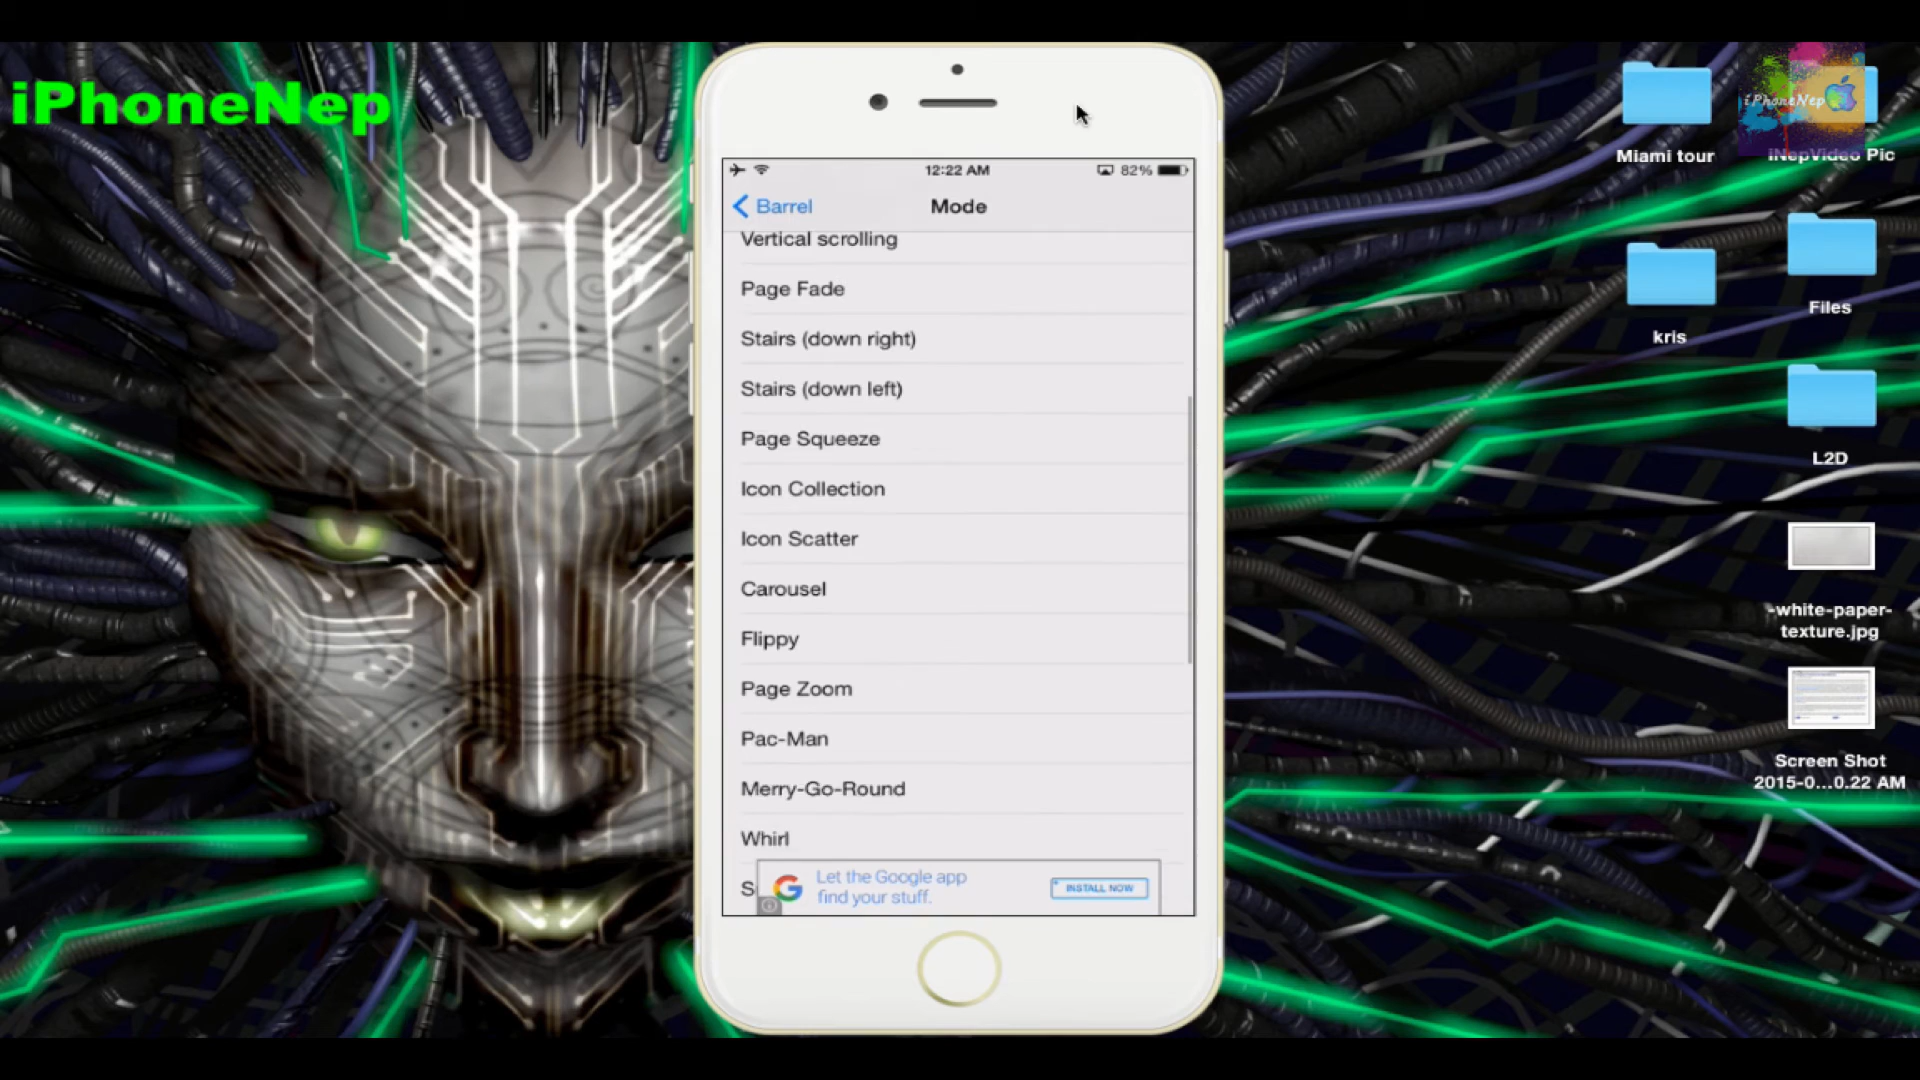 iPhoneNep
12:22 AM
82%
Barrel
Mode
Vertical scrolling
Page Fade
Stairs (down right)
Stairs (down left)
Page Squeeze
Icon Collection
Icon Scatter
Carousel
Flippy
Page Zoom
Pac-Man
Merry-Go-Round
Whirl
Let the Google app
find your stuff.
INSTALL NOW
iPhoneNep
Miami tour
iNepVideo Pic
kris
Files
L2D
-white-paper-
texture.jpg
Screen Shot
2015-0...0.22 AM